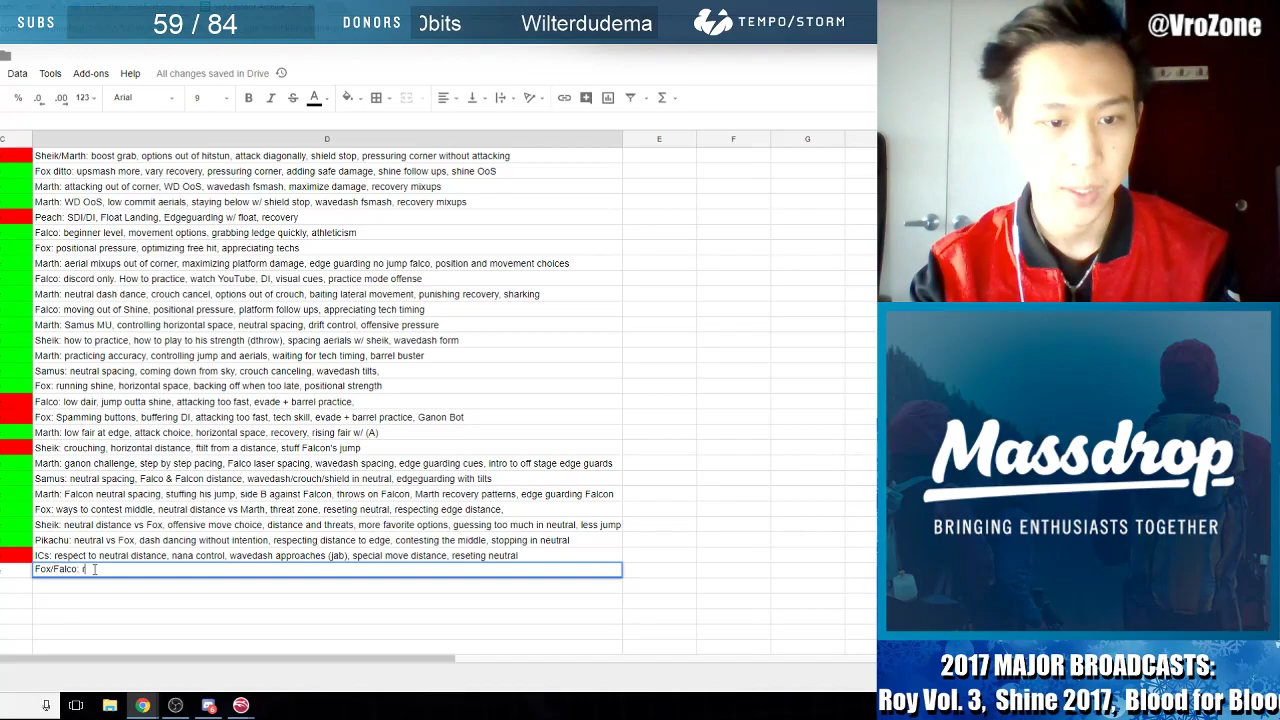 SUBS 59 / 84 DONORS 0bits Wilterdudema TEMPO/STORM
@VroZone
Data Tools Add-ons Help All changes saved in Drive
% .0 .00 123 Arial 9 B I S A
C D E F G
Sheik/Marth: boost grab, options out of hitstun, attack diagonally, shield stop, pressuring corner without attacking
Fox ditto: upsmash more, vary recovery, pressuring corner, adding safe damage, shine follow ups, shine OoS
Marth: attacking out of corner, WD OoS, wavedash fsmash, maximize damage, recovery mixups
Marth: WD OoS, low commit aerials, staying below w/ shield stop, wavedash fsmash, recovery mixups
Peach: SDI/DI, Float Landing, Edgeguarding w/ float, recovery
Falco: beginner level, movement options, grabbing ledge quickly, athleticism
Fox: positional pressure, optimizing free hit, appreciating techs
Marth: aerial mixups out of corner, maximizing platform damage, edge guarding no jump falco, position and movement choices
Falco: discord only. How to practice, watch YouTube, DI, visual cues, practice mode offense
Marth: neutral dash dance, crouch cancel, options out of crouch, baiting lateral movement, punishing recovery, sharking
Falco: moving out of Shine, positional pressure, platform follow ups, appreciating tech timing
Marth: Samus MU, controlling horizontal space, neutral spacing, drift control, offensive pressure
Sheik: how to practice, how to play to his strength (dthrow), spacing aerials w/ sheik, wavedash form
Marth: practicing accuracy, controlling jump and aerials, waiting for tech timing, barrel buster
Samus: neutral spacing, coming down from sky, crouch canceling, wavedash tilts,
Fox: running shine, horizontal space, backing off when too late, positional strength
Falco: low dair, jump outta shine, attacking too fast, evade + barrel practice,
Fox: Spamming buttons, buffering DI, attacking too fast, tech skill, evade + barrel practice, Ganon Bot
Marth: low fair at edge, attack choice, horizontal space, recovery, rising fair w/ (A)
Sheik: crouching, horizontal distance, ftilt from a distance, stuff Falcon's jump
Marth: ganon challenge, step by step pacing, Falco laser spacing, wavedash spacing, edge guarding cues, intro to off stage edge guards
Samus: neutral spacing, Falco & Falcon distance, wavedash/crouch/shield in neutral, edgeguarding with tilts
Marth: Falcon neutral spacing, stuffing his jump, side B against Falcon, throws on Falcon, Marth recovery patterns, edge guarding Falcon
Fox: ways to contest middle, neutral distance vs Marth, threat zone, reseting neutral, respecting edge distance,
Sheik: neutral distance vs Fox, offensive move choice, distance and threats, more favorite options, guessing too much in neutral, less jump
Pikachu: neutral vs Fox, dash dancing without intention, respecting distance to edge, contesting the middle, stopping in neutral
ICs: respect to neutral distance, nana control, wavedash approaches (jab), special move distance, reseting neutral
Fox/Falco: r
Massdrop
BRINGING ENTHUSIASTS TOGETHER
2017 MAJOR BROADCASTS:
Roy Vol. 3, Shine 2017, Blood for Bloo